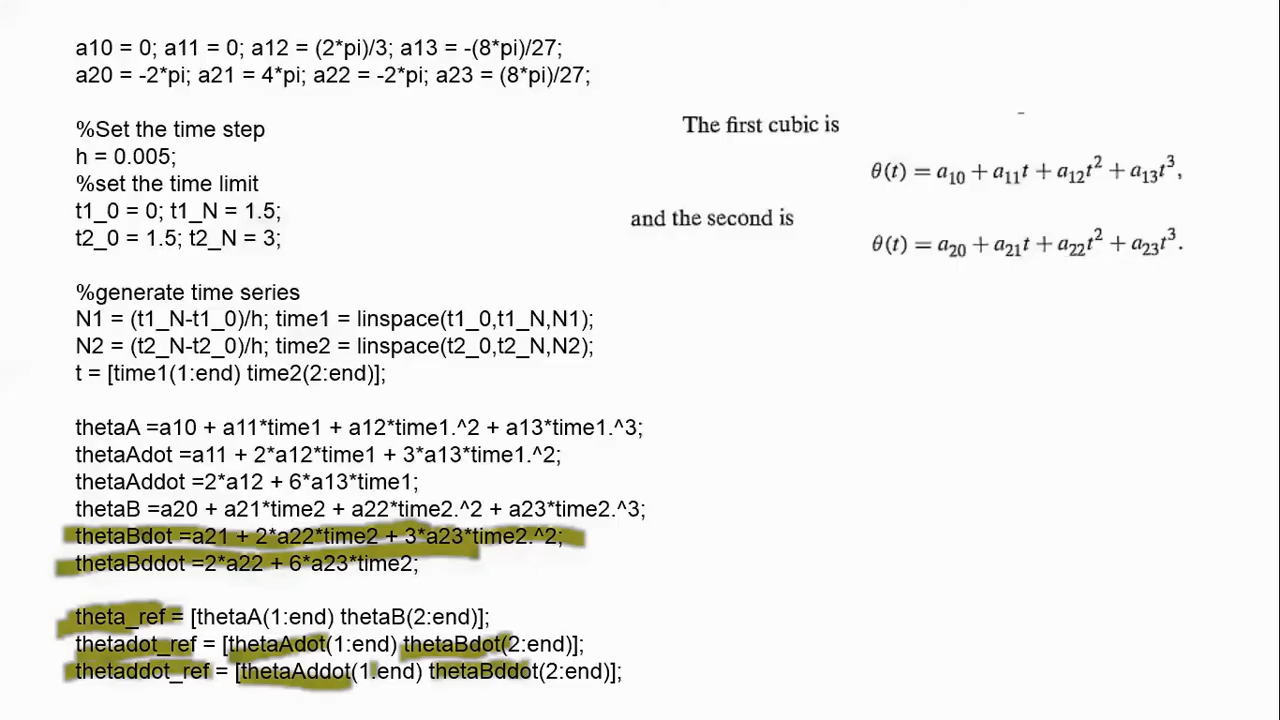 a10 = 0; a11 = 0; a12 = (2*pi)/3; a13 = -(8*pi)/27;
a20 = -2*pi; a21 = 4*pi; a22 = -2*pi; a23 = (8*pi)/27;
%Set the time step
h = 0.005;
%set the time limit
t1_0 = 0; t1_N = 1.5;
t2_0 = 1.5; t2_N = 3;
%generate time series
N1 = (t1_N-t1_0)/h; time1 = linspace(t1_0,t1_N,N1);
N2 = (t2_N-t2_0)/h; time2 = linspace(t2_0,t2_N,N2);
t = [time1(1:end) time2(2:end)];
thetaA =a10 + a11*time1 + a12*time1.^2 + a13*time1.^3;
thetaAdot =a11 + 2*a12*time1 + 3*a13*time1.^2;
thetaAddot =2*a12 + 6*a13*time1;
thetaB =a20 + a21*time2 + a22*time2.^2 + a23*time2.^3;
thetaBdot =a21 + 2*a22*time2 + 3*a23*time2.^2;
thetaBddot =2*a22 + 6*a23*time2;
theta_ref = [thetaA(1:end) thetaB(2:end)];
thetadot_ref = [thetaAdot(1:end) thetaBdot(2:end)];
thetaddot_ref = [thetaAddot(1:end) thetaBddot(2:end)];
The first cubic is
θ(t) = a₁₀ + a₁₁t + a₁₂t² + a₁₃t³,
and the second is
θ(t) = a₂₀ + a₂₁t + a₂₂t² + a₂₃t³.